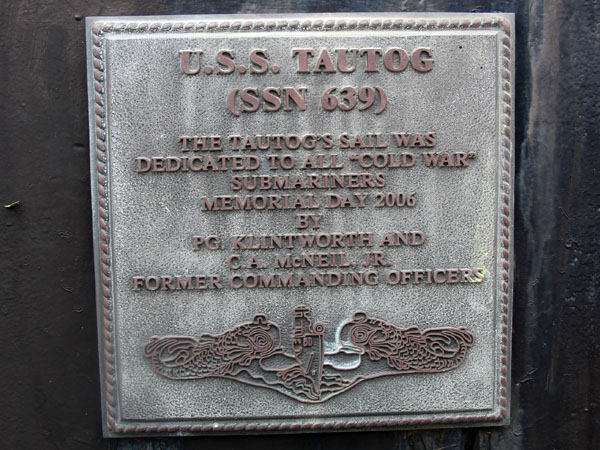 U.S.S. TAUTOG
(SSN 639)
THE TAUTOG'S SAIL WAS
DEDICATED TO ALL "COLD WAR"
SUBMARINERS
MEMORIAL DAY 2006
BY
PG. KLINTWORTH AND
C.A. MCNEIL, JR.
FORMER COMMANDING OFFICERS